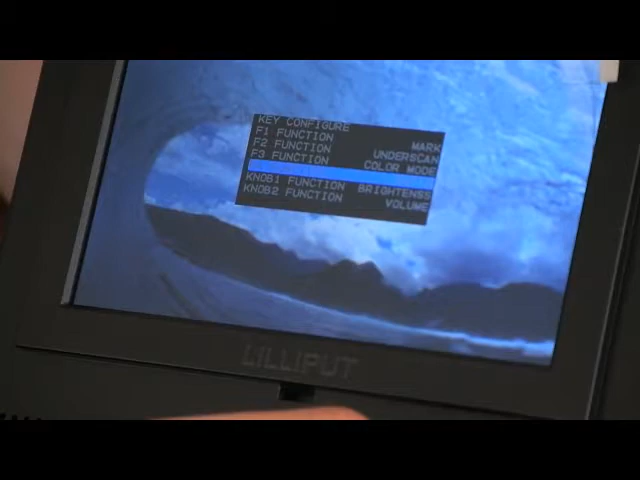 KEY CONFIGURE
F1 FUNCTION MARK
F2 FUNCTION UNDERSCAN
F3 FUNCTION COLOR MODE
KNOB1 FUNCTION BRIGHTENSS
KNOB2 FUNCTION VOLUME
LILLIPUT